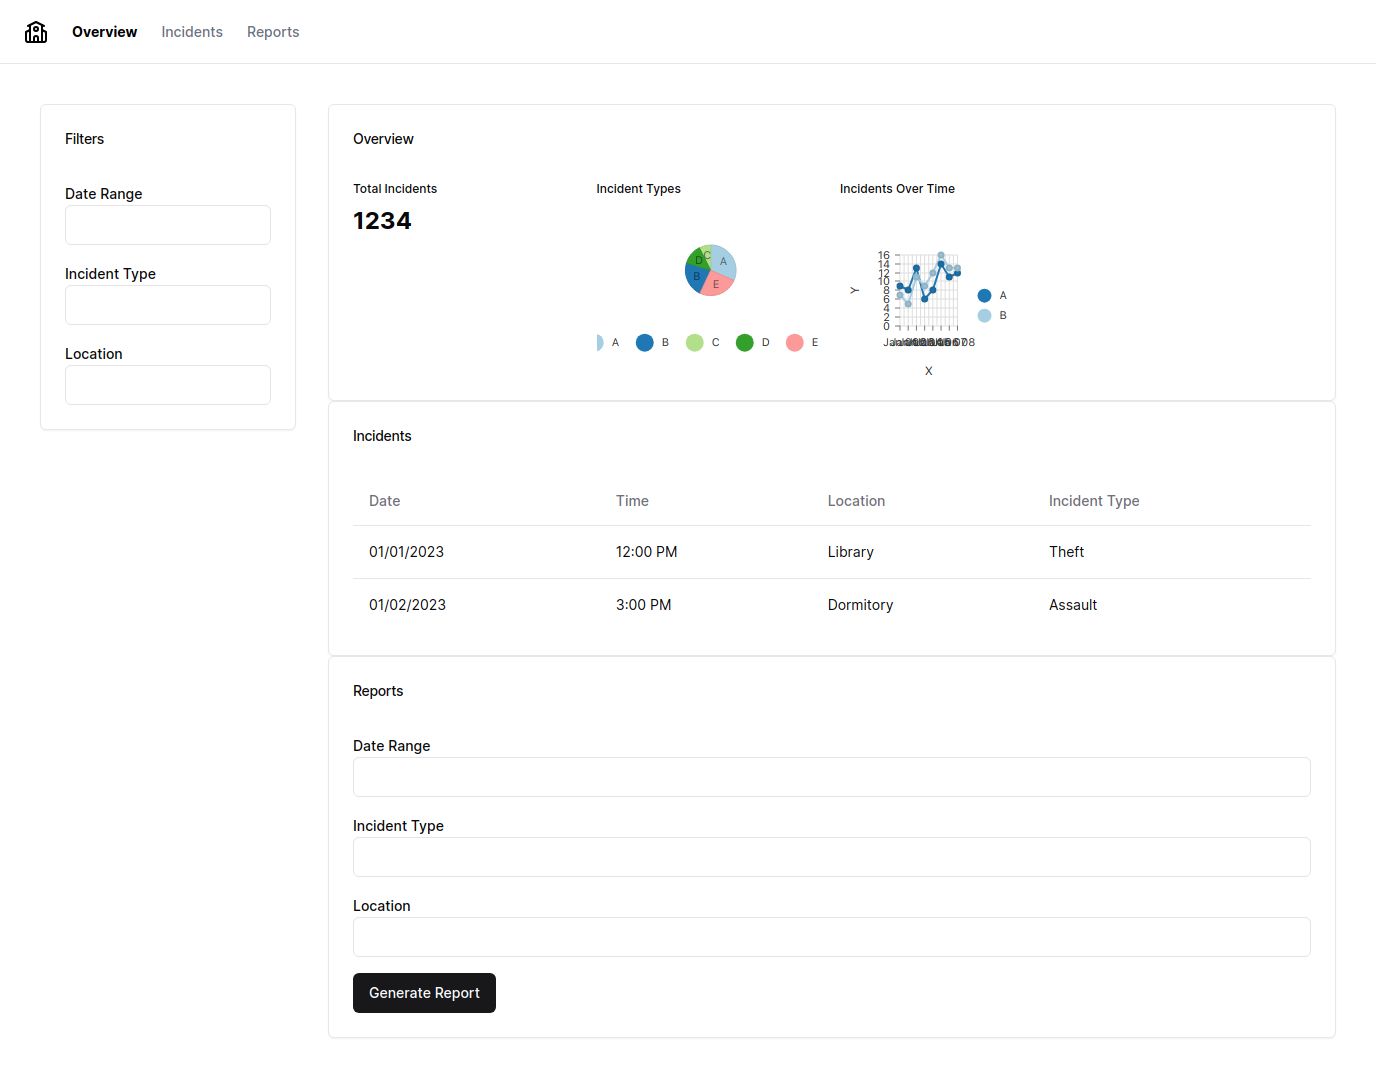 Overview Incidents Reports
Filters
Date Range
Incident Type
Location
Overview
Total Incidents
1234
Incident Types
A
B
C
D
E
A B C D E
Incidents Over Time
16
14
12
10
8
6
4
2
0
Y
X
A
B
Incidents
Date Time Location Incident Type
01/01/2023 12:00 PM Library Theft
01/02/2023 3:00 PM Dormitory Assault
Reports
Date Range
Incident Type
Location
Generate Report